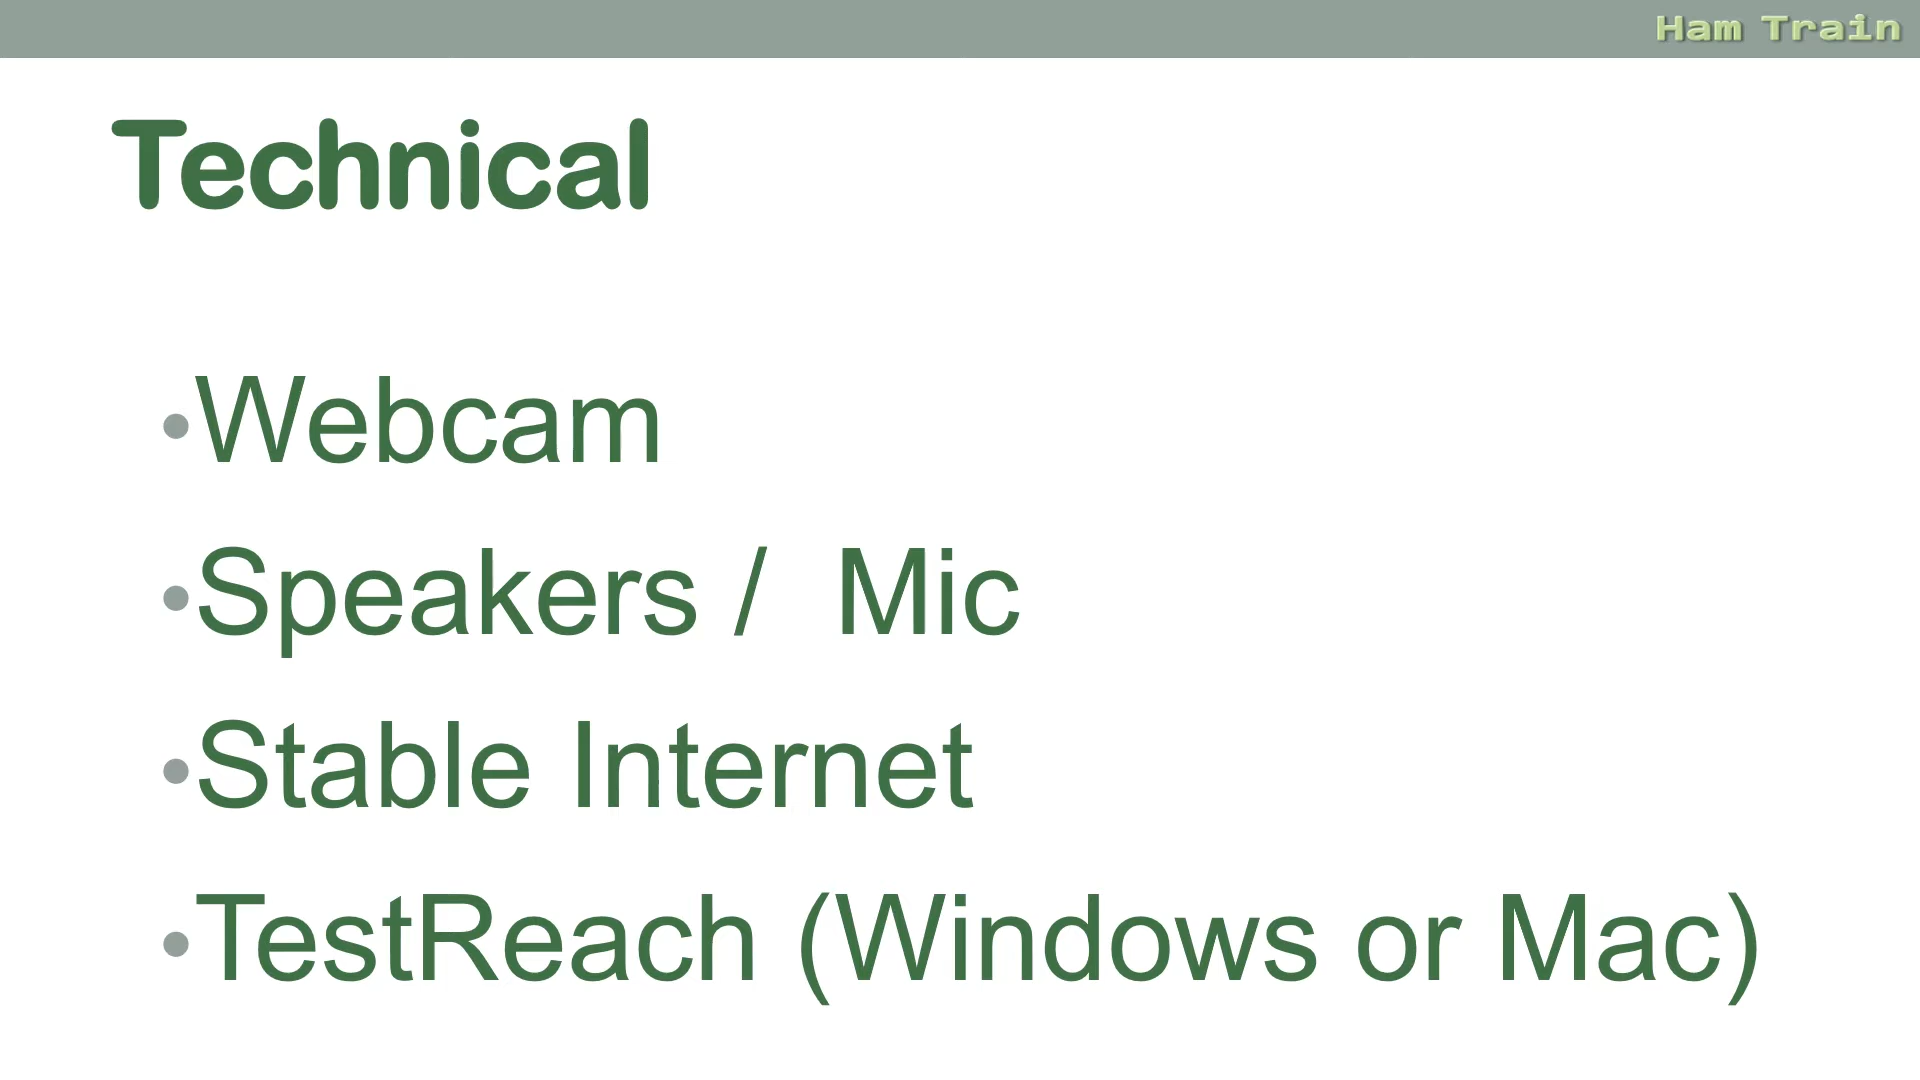 Ham Train
Technical
•Webcam
•Speakers /  Mic
•Stable Internet
•TestReach (Windows or Mac)